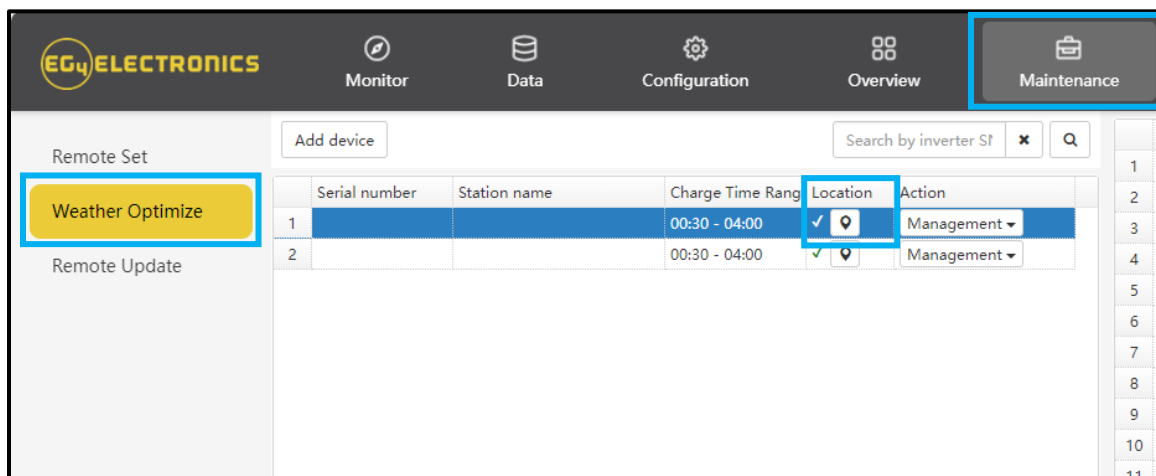 EG4 ELECTRONICS
Monitor
Data
Configuration
Overview
Maintenance
Remote Set
Weather Optimize
Remote Update
Add device
Search by inverter
Serial number Station name Charge Time Rang Location Action
1 00:30 - 04:00 Management
2 00:30 - 04:00 Management
1
2
3
4
5
6
7
8
9
10